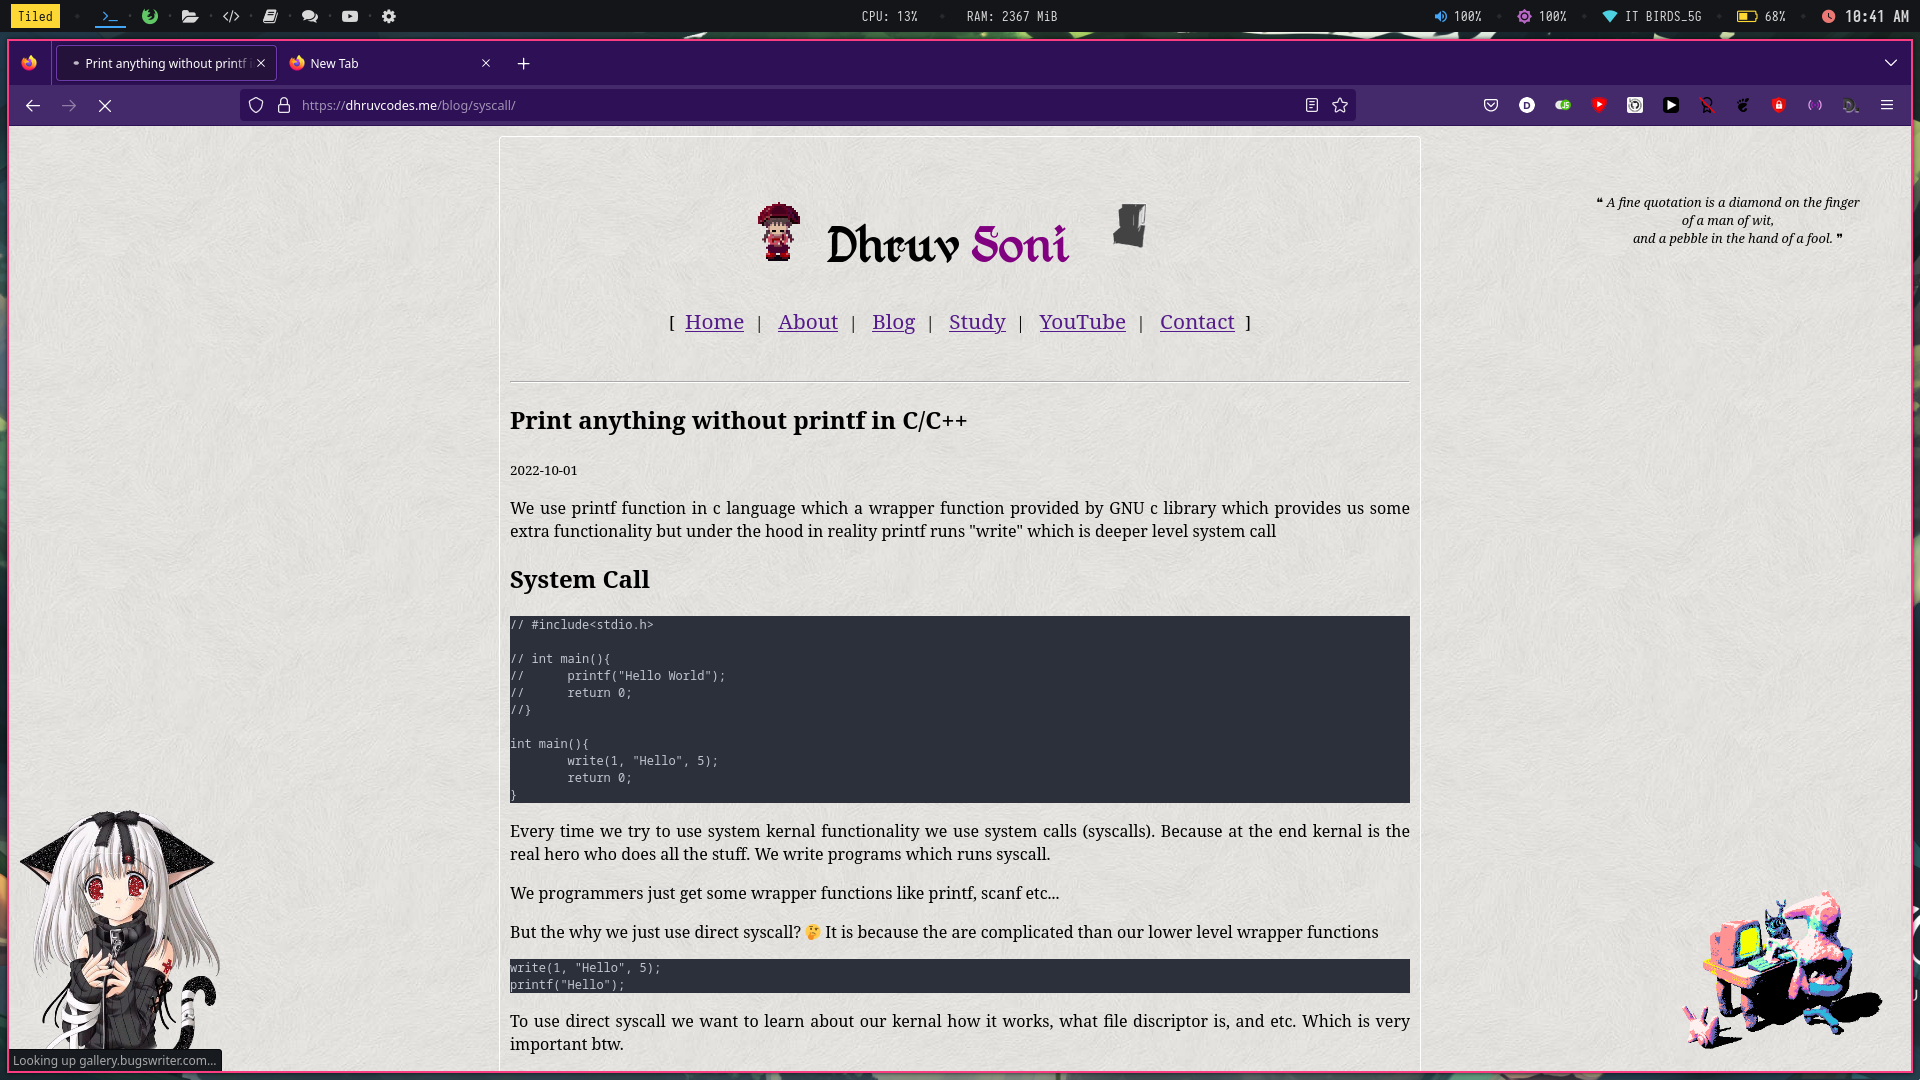 Tiled
CPU: 13%
RAM: 2367 MiB
100%
100%
IT BIRDS_5G
68%
10:41 AM
Print anything without printf i
New Tab
https://dhruvcodes.me/blog/syscall/
❝ A fine quotation is a diamond on the finger
of a man of wit,
and a pebble in the hand of a fool. ❞
Dhruv Soni
[ Home | About | Blog | Study | YouTube | Contact ]
Print anything without printf in C/C++
2022-10-01
We use printf function in c language which a wrapper function provided by GNU c library which provides us some
extra functionality but under the hood in reality printf runs "write" which is deeper level system call
System Call
// #include<stdio.h>
// int main(){
//      printf("Hello World");
//      return 0;
//}
int main(){
        write(1, "Hello", 5);
        return 0;
}
Every time we try to use system kernal functionality we use system calls (syscalls). Because at the end kernal is the
real hero who does all the stuff. We write programs which runs syscall.
We programmers just get some wrapper functions like printf, scanf etc...
But the why we just use direct syscall? 🤔 It is because the are complicated than our lower level wrapper functions
write(1, "Hello", 5);
printf("Hello");
To use direct syscall we want to learn about our kernal how it works, what file discriptor is, and etc. Which is very
important btw.
Looking up gallery.bugswriter.com...